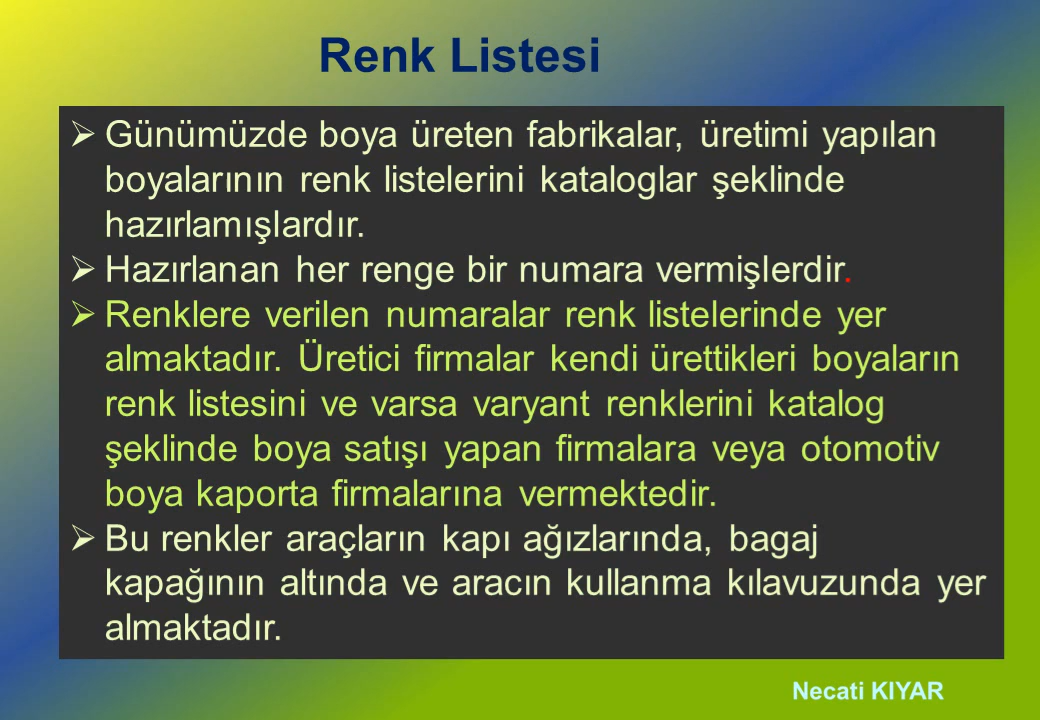 Renk Listesi
➢ Günümüzde boya üreten fabrikalar, üretimi yapılan
boyalarının renk listelerini kataloglar şeklinde
hazırlamışlardır.
➢ Hazırlanan her renge bir numara vermişlerdir.
➢ Renklere verilen numaralar renk listelerinde yer
almaktadır. Üretici firmalar kendi ürettikleri boyaların
renk listesini ve varsa varyant renklerini katalog
şeklinde boya satışı yapan firmalara veya otomotiv
boya kaporta firmalarına vermektedir.
➢ Bu renkler araçların kapı ağızlarında, bagaj
kapağının altında ve aracın kullanma kılavuzunda yer
almaktadır.
Necati KIYAR